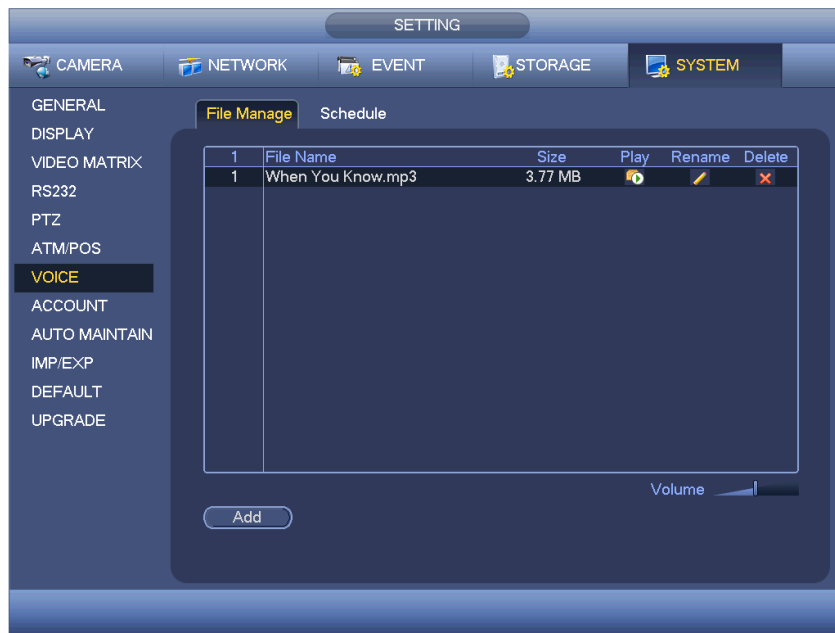 SETTING
CAMERA NETWORK EVENT STORAGE SYSTEM
GENERAL
DISPLAY
VIDEO MATRIX
RS232
PTZ
ATM/POS
VOICE
ACCOUNT
AUTO MAINTAIN
IMP/EXP
DEFAULT
UPGRADE
File Manage Schedule
1 File Name Size Play Rename Delete
1 When You Know.mp3 3.77 MB
Volume
Add